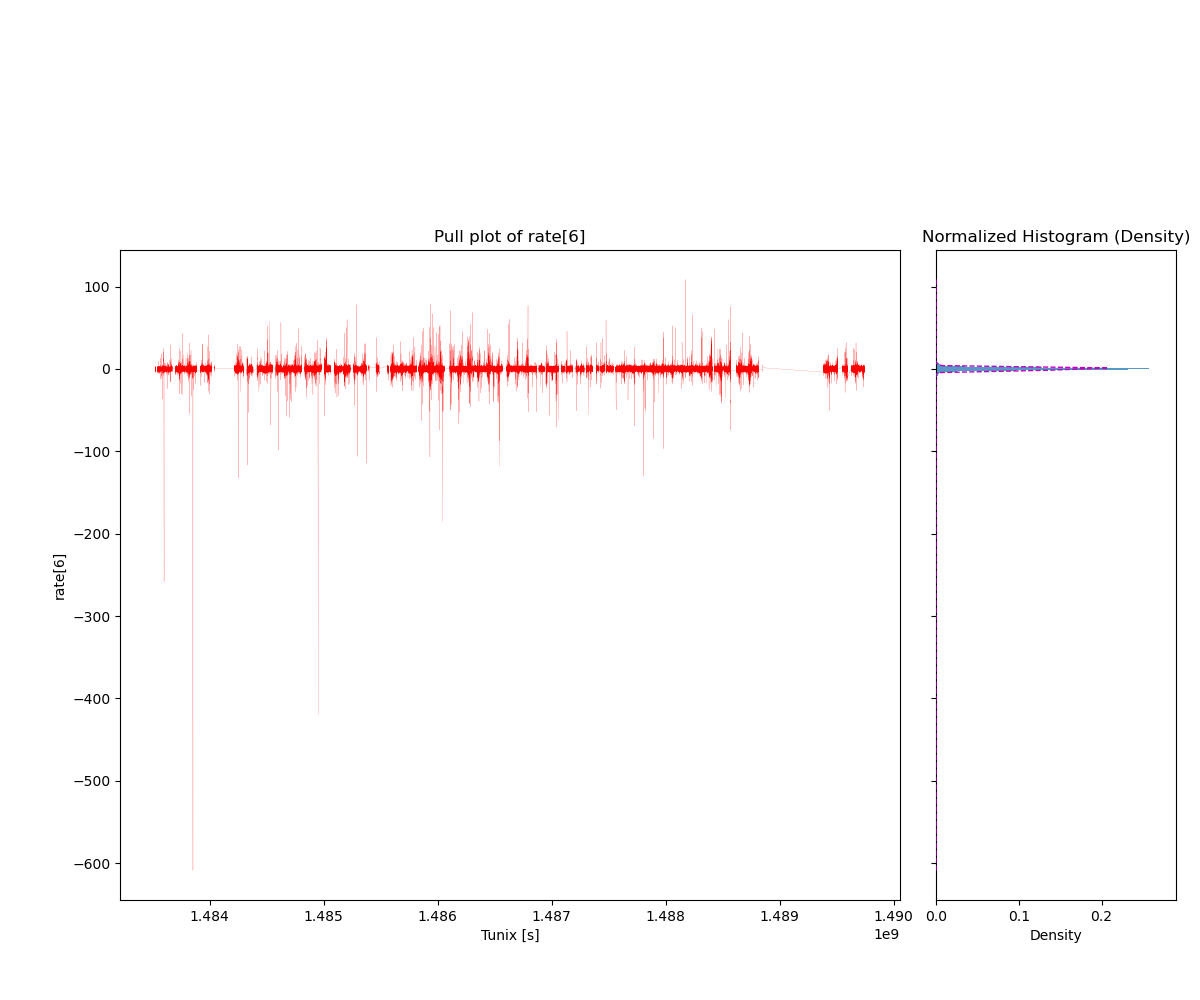 Pull plot of rate[6]
Normalized Histogram (Density)
100
0
−100
−200
−300
−400
−500
−600
rate[6]
1.484 1.485 1.486 1.487 1.488 1.489 1.490
1e9
Tunix [s]
0.0 0.1 0.2
Density